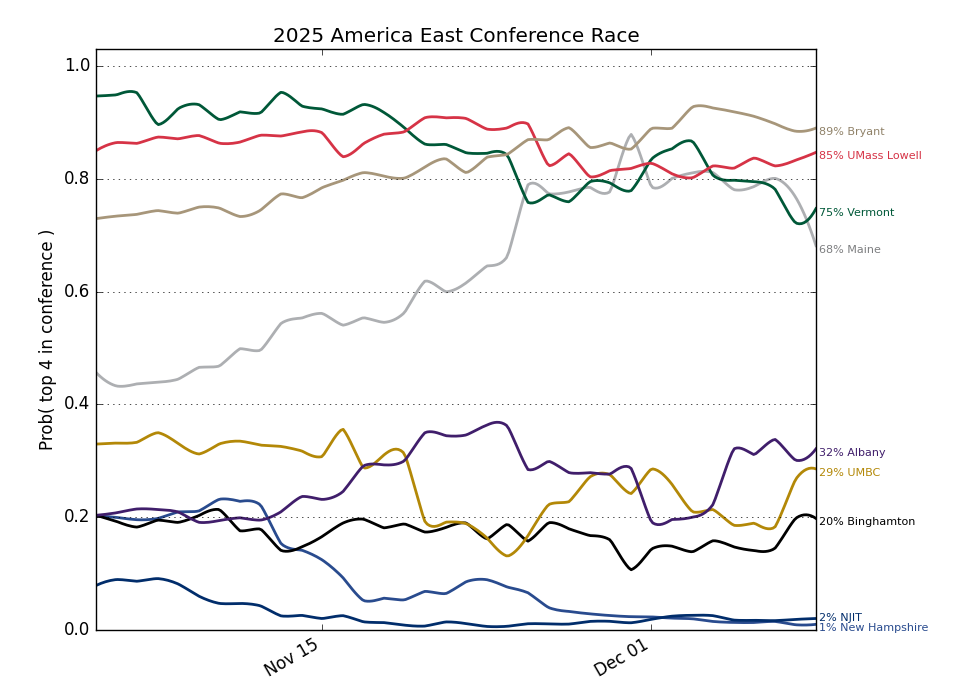 2025 America East Conference Race
Prob( top 4 in conference )
1.0
0.8
0.6
0.4
0.2
0.0
Nov 15
Dec 01
89% Bryant
85% UMass Lowell
75% Vermont
68% Maine
32% Albany
29% UMBC
20% Binghamton
2% NJIT
1% New Hampshire